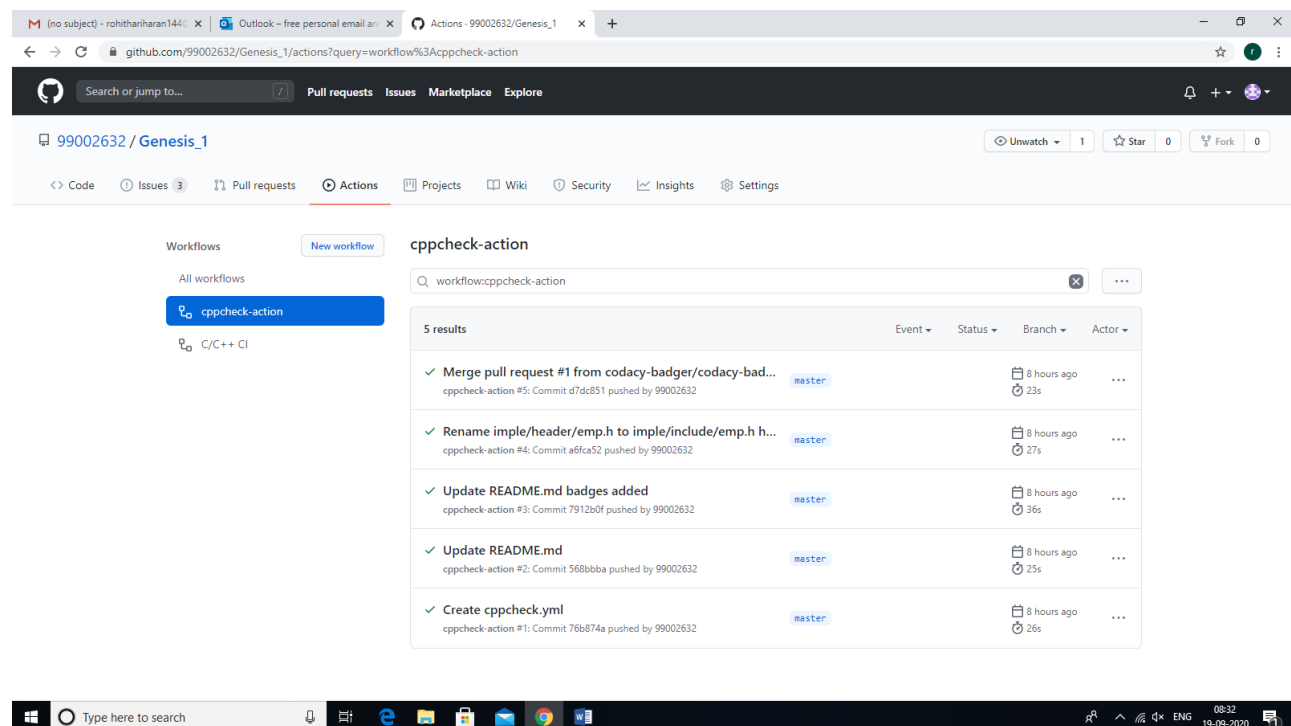 (no subject) - rohithariharan144
Outlook – free personal email an
Actions · 99002632/Genesis_1
github.com/99002632/Genesis_1/actions?query=workflow%3Acppcheck-action
r
Search or jump to...
/
Pull requests Issues Marketplace Explore
99002632 / Genesis_1
Unwatch 1
Star 0
Fork 0
<> Code
Issues 3
Pull requests
Actions
Projects
Wiki
Security
Insights
Settings
Workflows
New workflow
All workflows
cppcheck-action
C/C++ CI
cppcheck-action
workflow:cppcheck-action
5 results
Event Status Branch Actor
Merge pull request #1 from codacy-badger/codacy-bad...
cppcheck-action #5: Commit d7dc851 pushed by 99002632
master
8 hours ago
23s
Rename imple/header/emp.h to imple/include/emp.h h...
cppcheck-action #4: Commit a6fca52 pushed by 99002632
master
8 hours ago
27s
Update README.md badges added
cppcheck-action #3: Commit 7912b0f pushed by 99002632
master
8 hours ago
36s
Update README.md
cppcheck-action #2: Commit 568bbba pushed by 99002632
master
8 hours ago
25s
Create cppcheck.yml
cppcheck-action #1: Commit 76b874a pushed by 99002632
master
8 hours ago
26s
Type here to search
ENG
08:32
19-09-2020